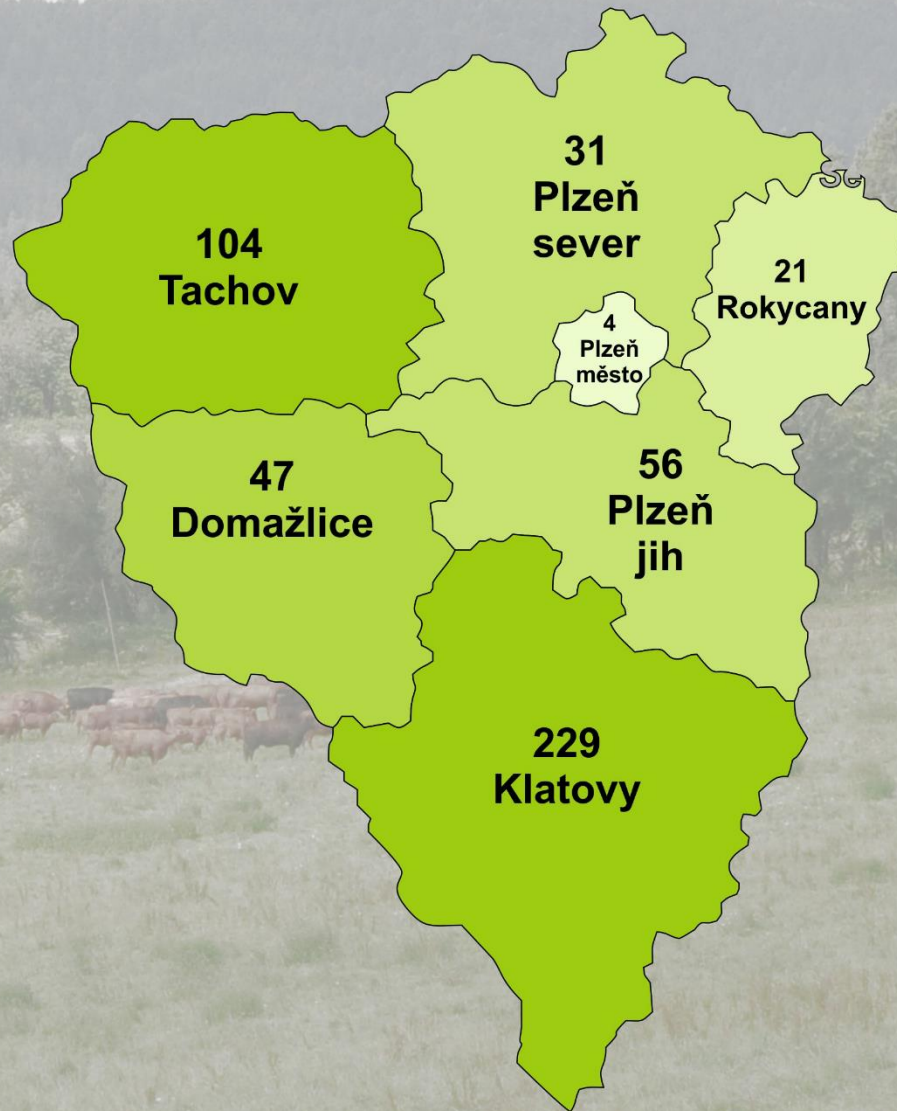 31
Plzeň
sever
104
Tachov
21
Rokycany
4
Plzeň
město
47
Domažlice
56
Plzeň
jih
229
Klatovy